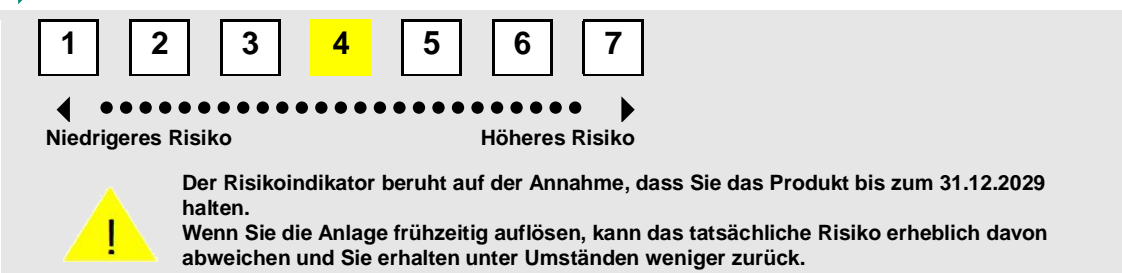 1 2 3 4 5 6 7
Niedrigeres Risiko Höheres Risiko
Der Risikoindikator beruht auf der Annahme, dass Sie das Produkt bis zum 31.12.2029
halten.
Wenn Sie die Anlage frühzeitig auflösen, kann das tatsächliche Risiko erheblich davon
abweichen und Sie erhalten unter Umständen weniger zurück.
!